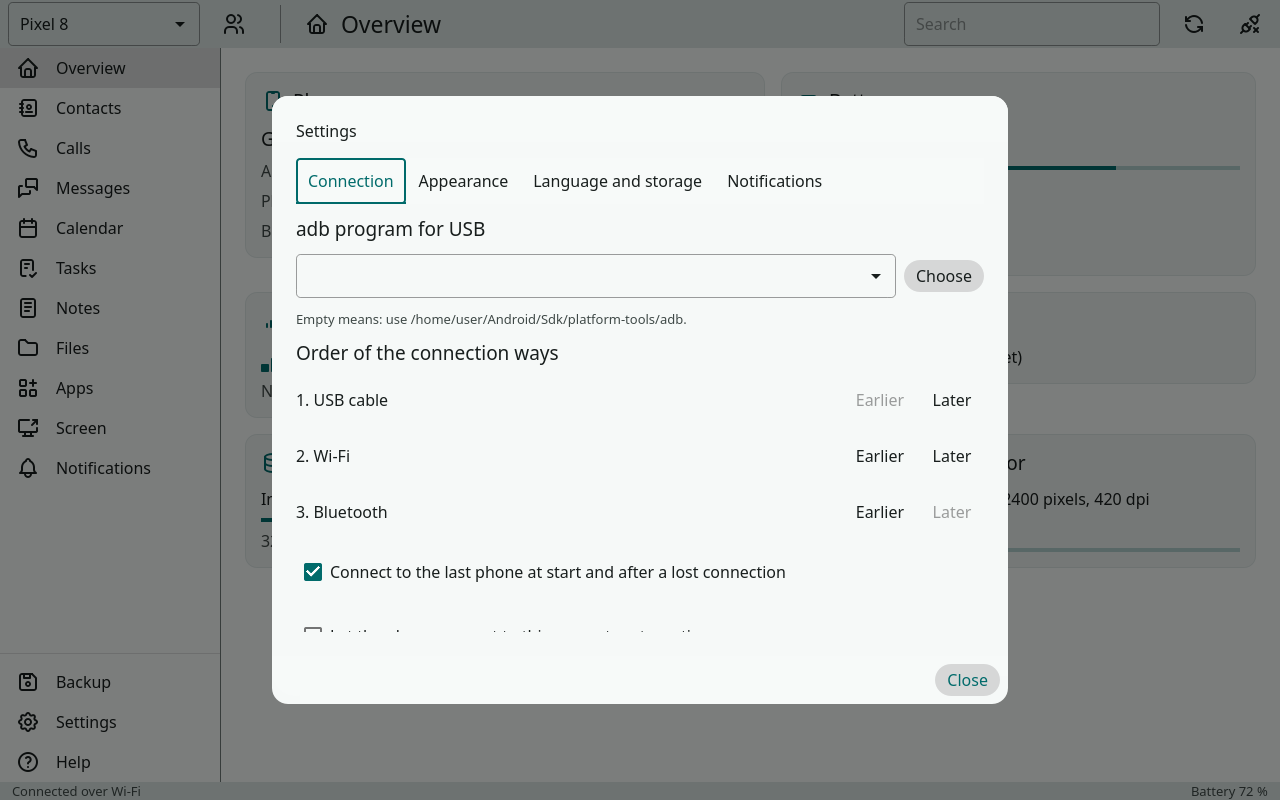 Pixel 8
Overview
Search
Overview
Contacts
Calls
Messages
Calendar
Tasks
Notes
Files
Apps
Screen
Notifications
Backup
Settings
Help
Settings
Connection Appearance Language and storage Notifications
adb program for USB
Choose
Empty means: use /home/user/Android/Sdk/platform-tools/adb.
Order of the connection ways
1. USB cable Earlier Later
2. Wi-Fi Earlier Later
3. Bluetooth Earlier Later
Connect to the last phone at start and after a lost connection
Close
2400 pixels, 420 dpi
Connected over Wi-Fi
Battery 72 %